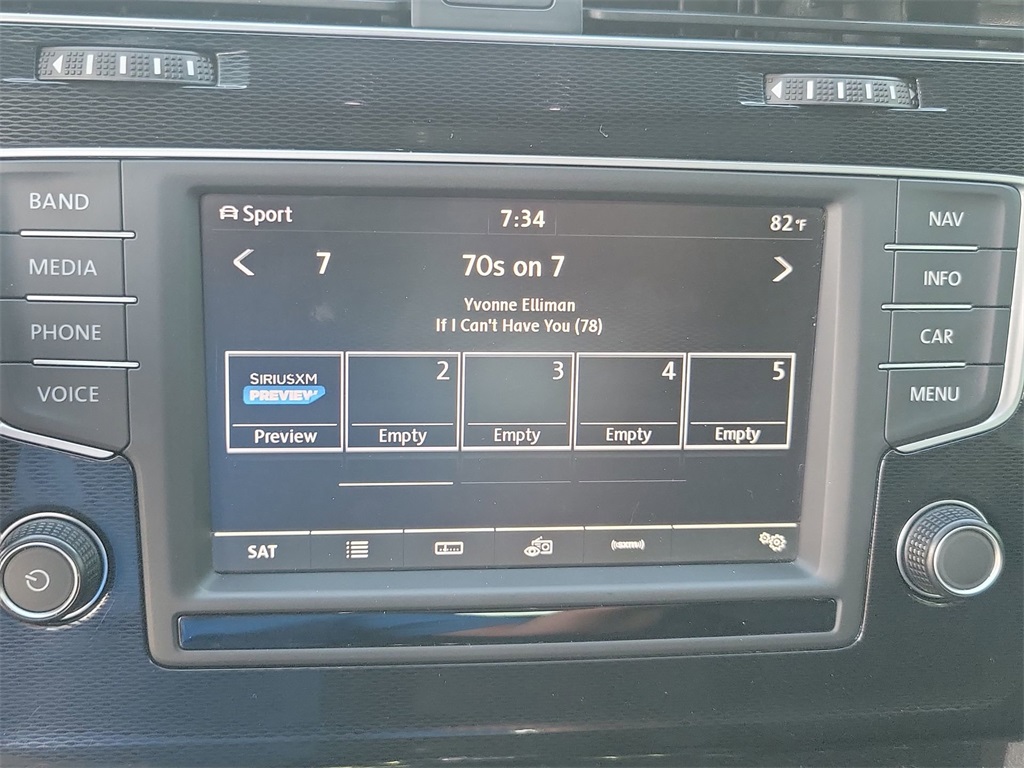 Sport 7:34 82°F
7 70s on 7
Yvonne Elliman
If I Can't Have You (78)
SIRIUSXM
PREVIEW
Preview
2
Empty
3
Empty
4
Empty
5
Empty
SAT
BAND
MEDIA
PHONE
VOICE
NAV
INFO
CAR
MENU